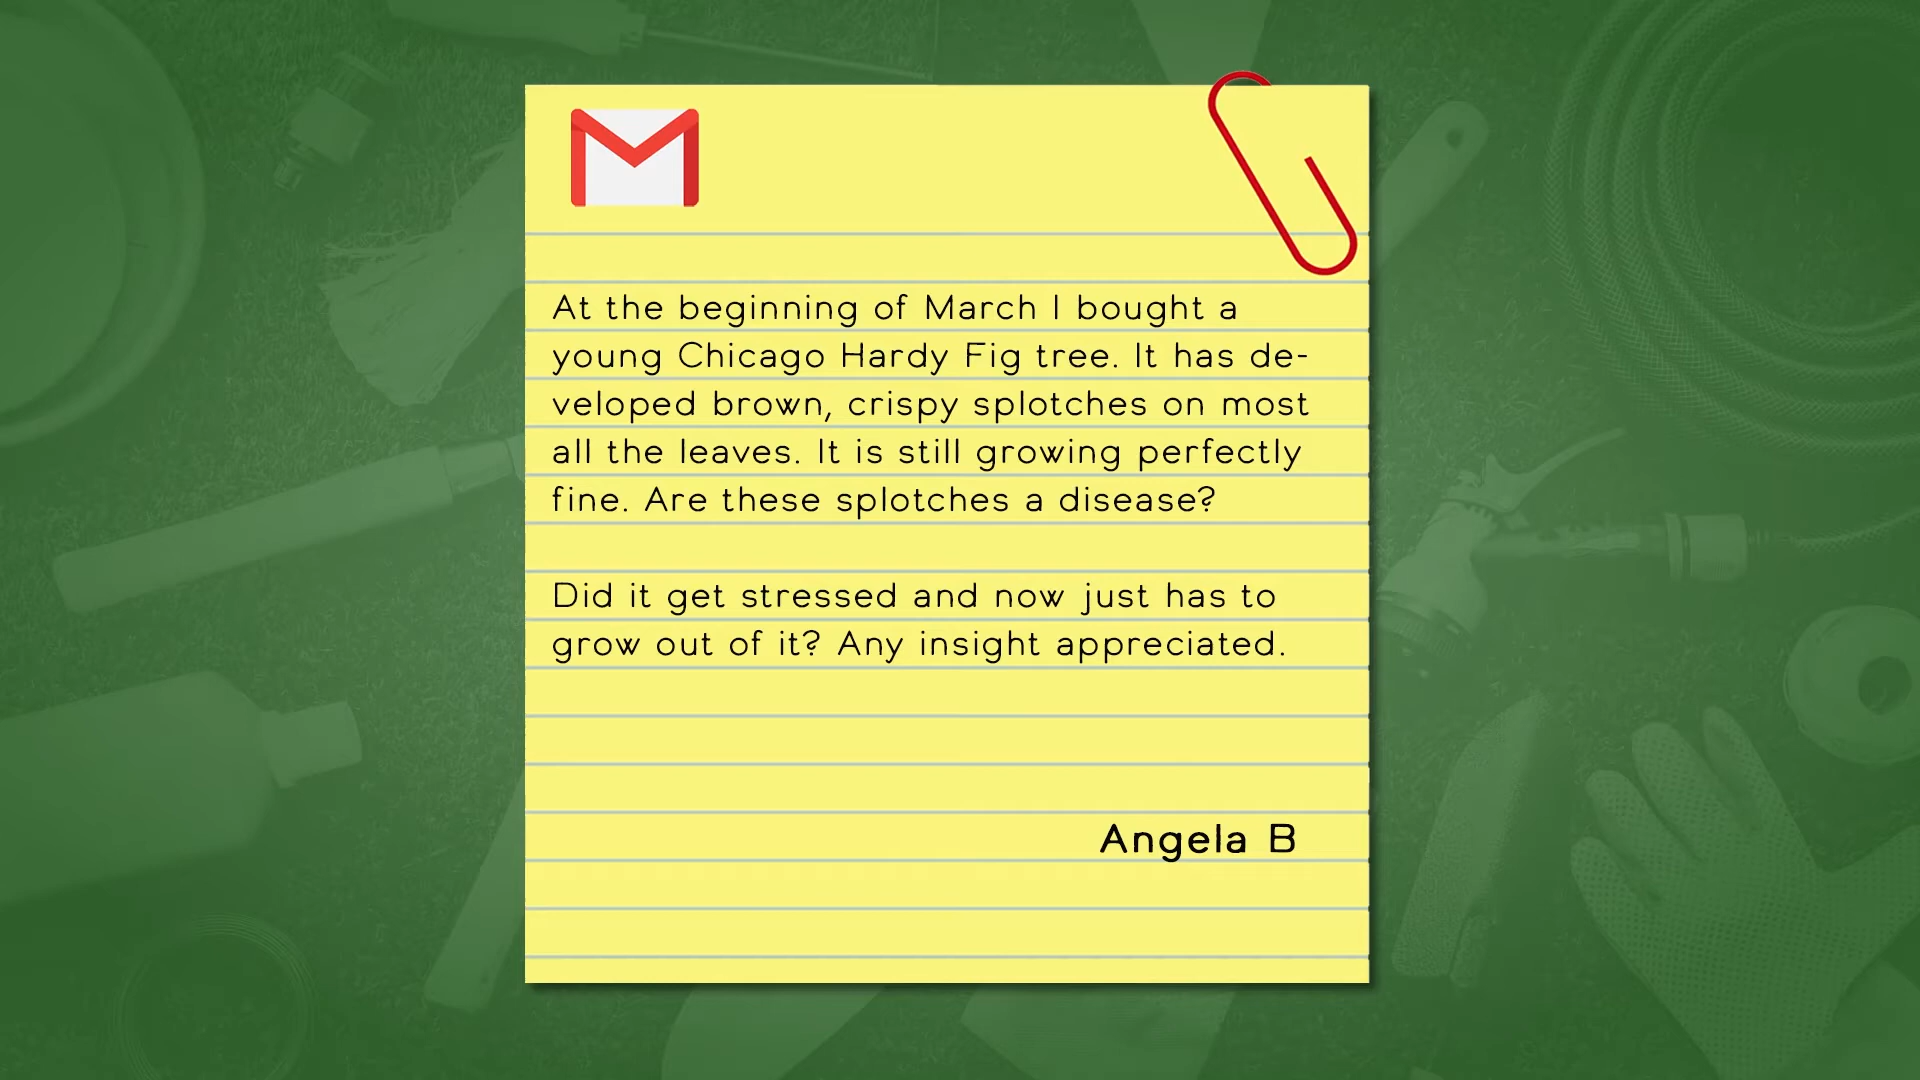 At the beginning of March I bought a
young Chicago Hardy Fig tree. It has de-
veloped brown, crispy splotches on most
all the leaves. It is still growing perfectly
fine. Are these splotches a disease?
Did it get stressed and now just has to
grow out of it? Any insight appreciated.
Angela B